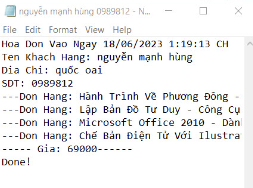 nguyễn mạnh hùng 0989812 - N...
File Edit Format View Help
Hoa Don Vao Ngay 18/06/2023 1:19:13 CH
Ten Khach Hang: nguyễn mạnh hùng
Dia Chi: quốc oai
SDT: 0989812
---Don Hang: Hành Trình Về Phương Đông -
---Don Hang: Lập Bản Đồ Tư Duy - Công Cụ
---Don Hang: Microsoft Office 2010 - Dàn
---Don Hang: Chế Bản Điện Tử Với Ilustra
----- Gia: 69000------
Done!